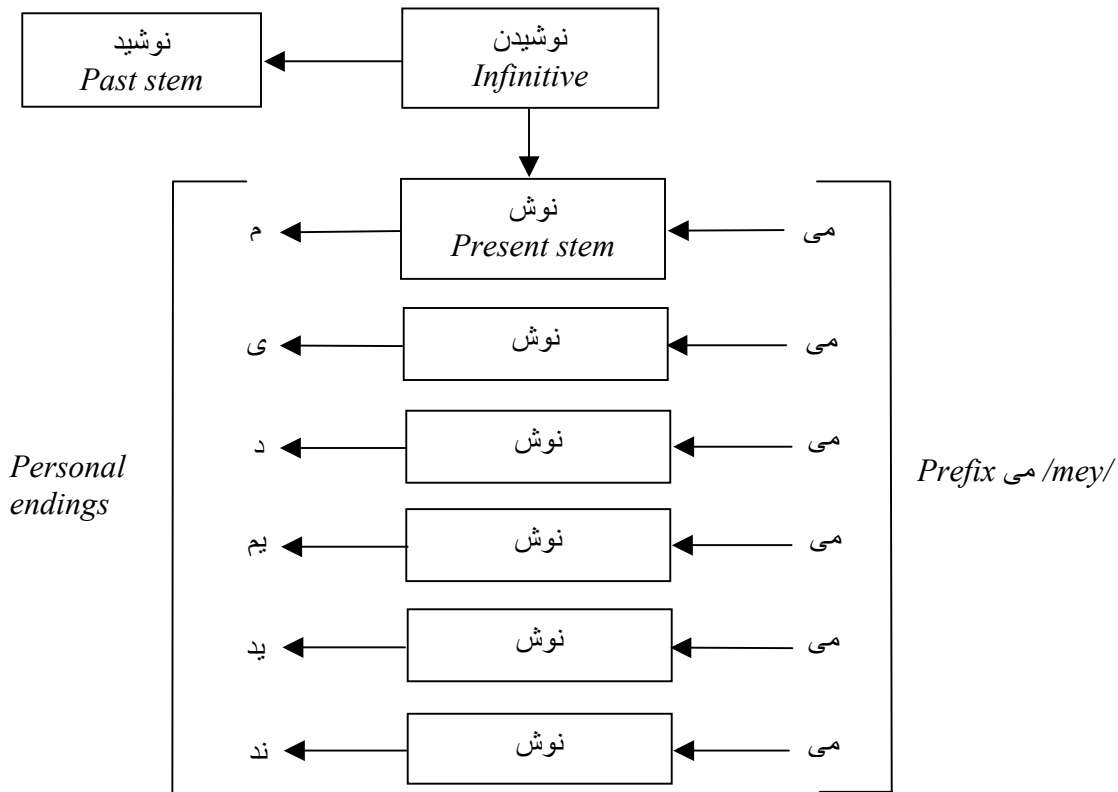 نوشیدن
Infinitive
نوشید
Past stem
می
نوش
Present stem
م
می
نوش
ی
می
نوش
د
می
نوش
یم
می
نوش
ید
می
نوش
ند
Personal
endings
Prefix می /mey/